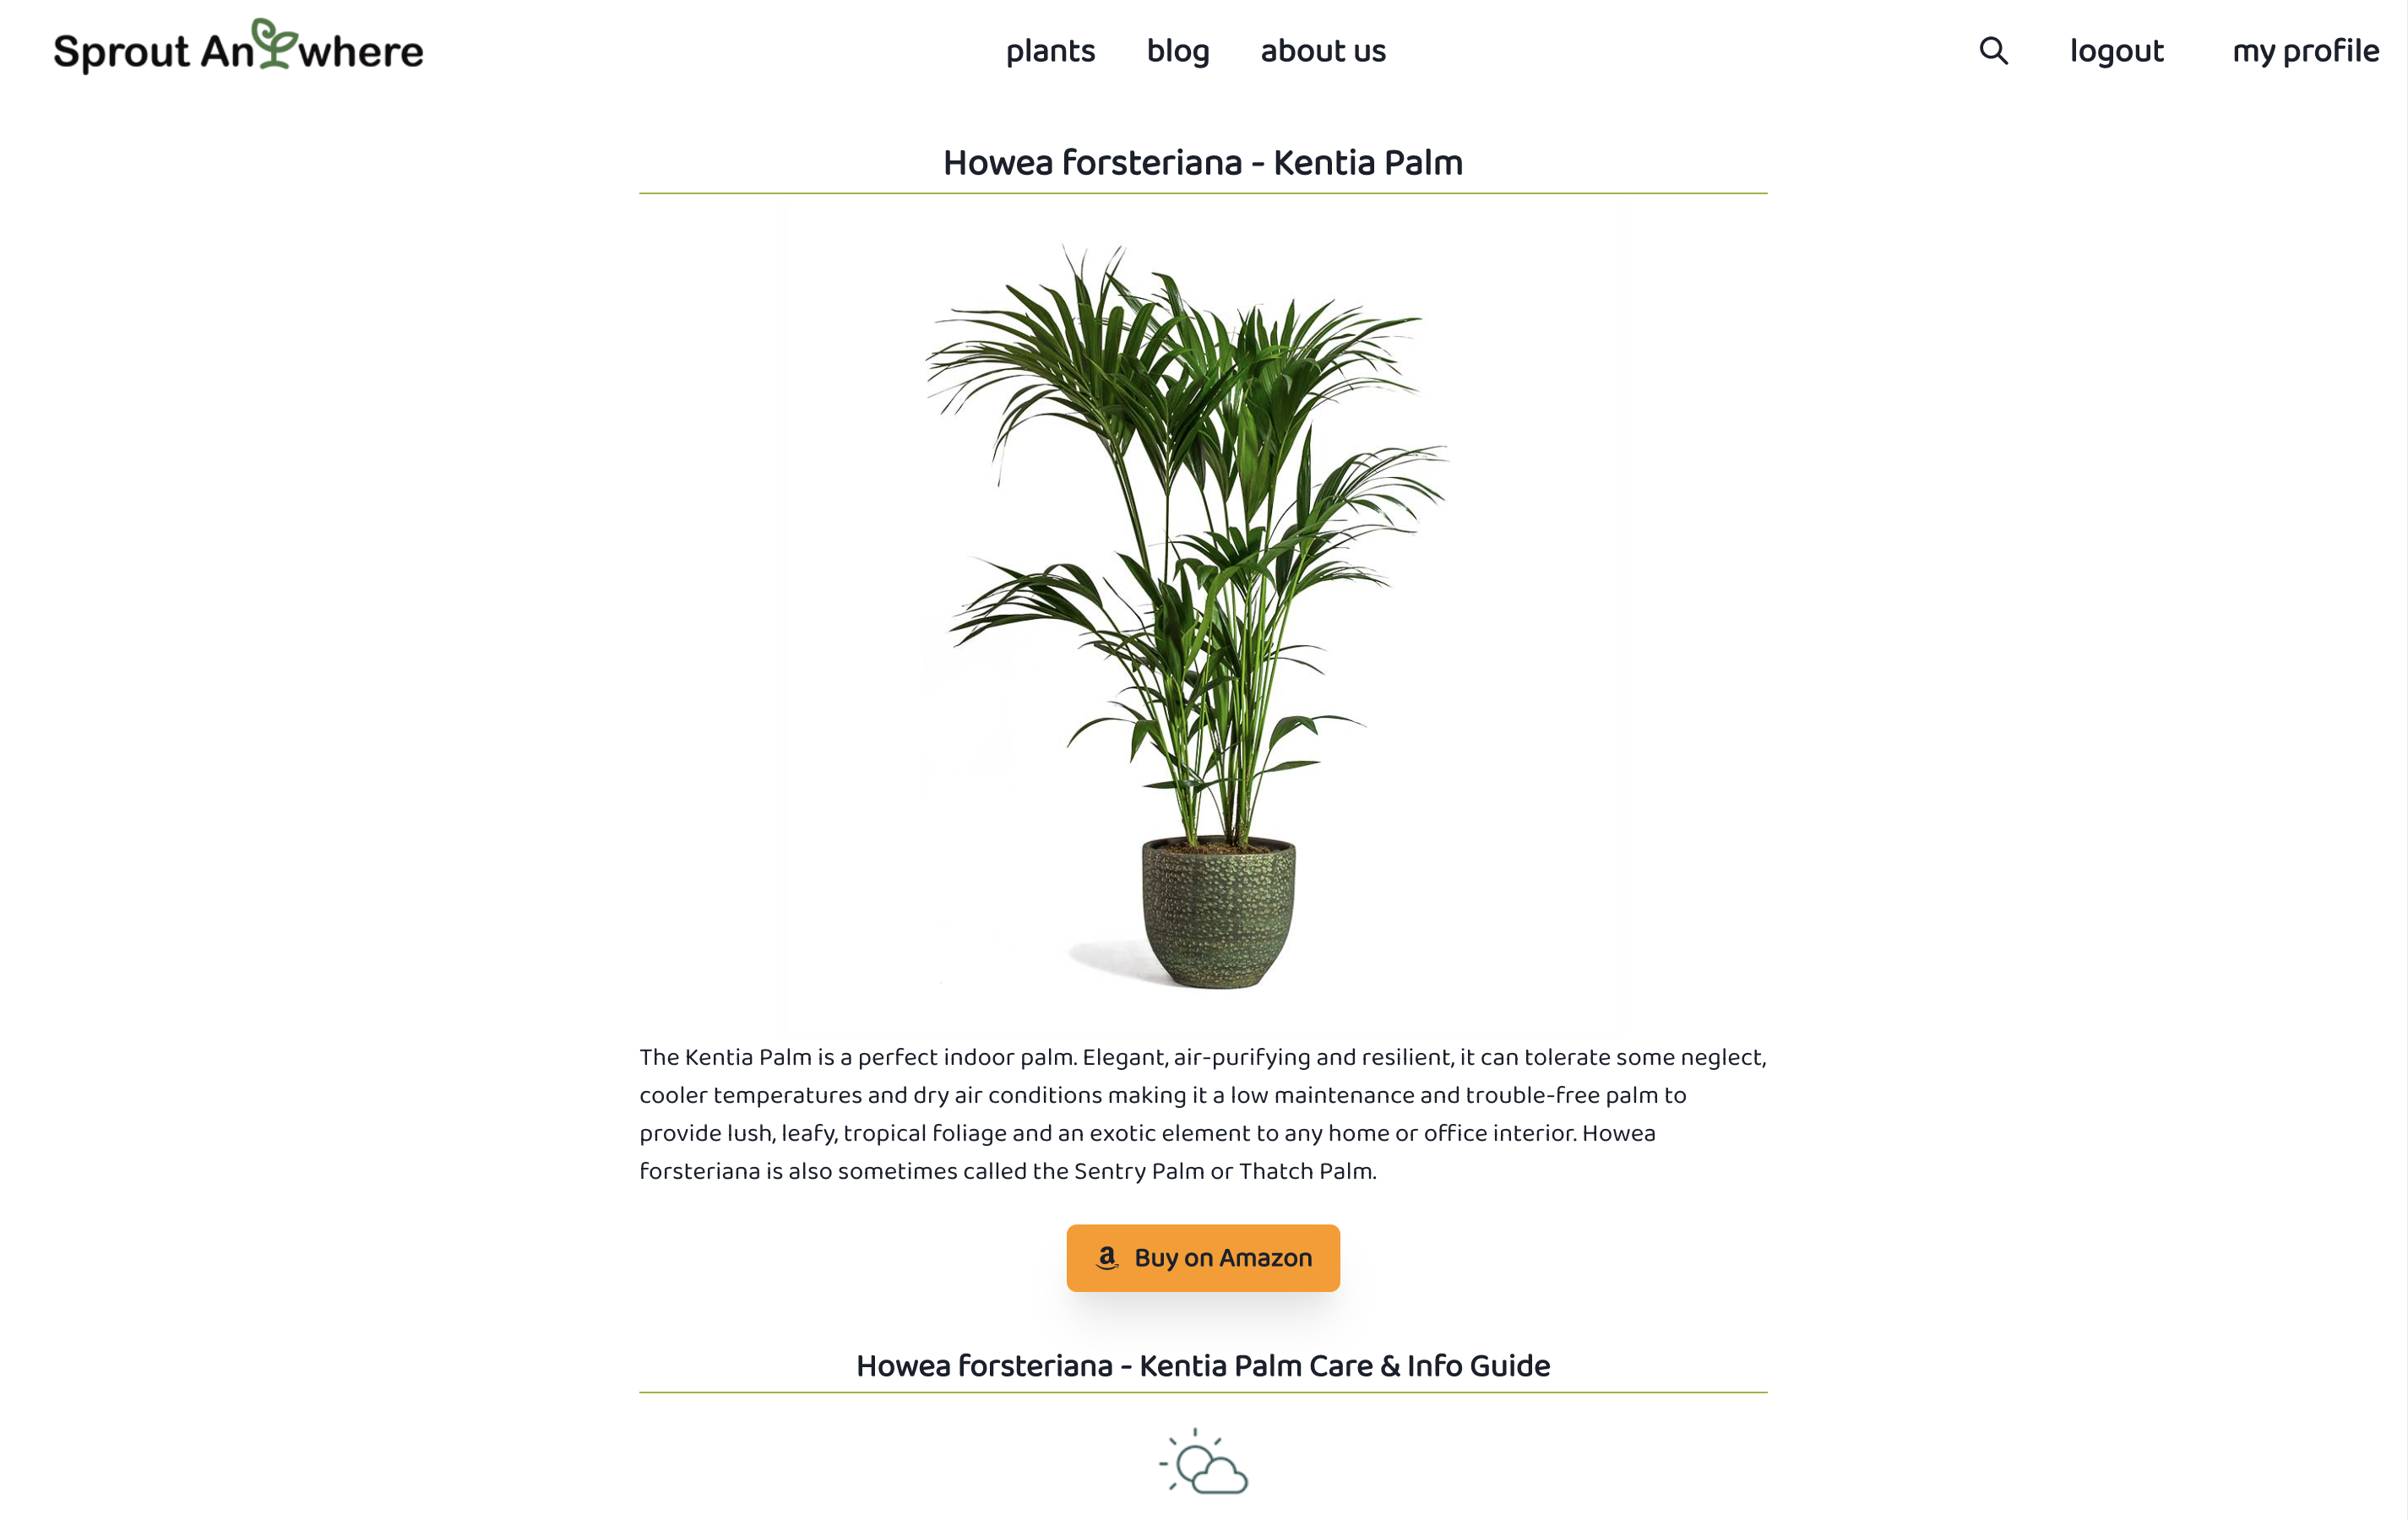 Sprout Anywhere
plants blog about us
logout my profile
Howea forsteriana - Kentia Palm
The Kentia Palm is a perfect indoor palm. Elegant, air-purifying and resilient, it can tolerate some neglect,
cooler temperatures and dry air conditions making it a low maintenance and trouble-free palm to
provide lush, leafy, tropical foliage and an exotic element to any home or office interior. Howea
forsteriana is also sometimes called the Sentry Palm or Thatch Palm.
Buy on Amazon
Howea forsteriana - Kentia Palm Care & Info Guide